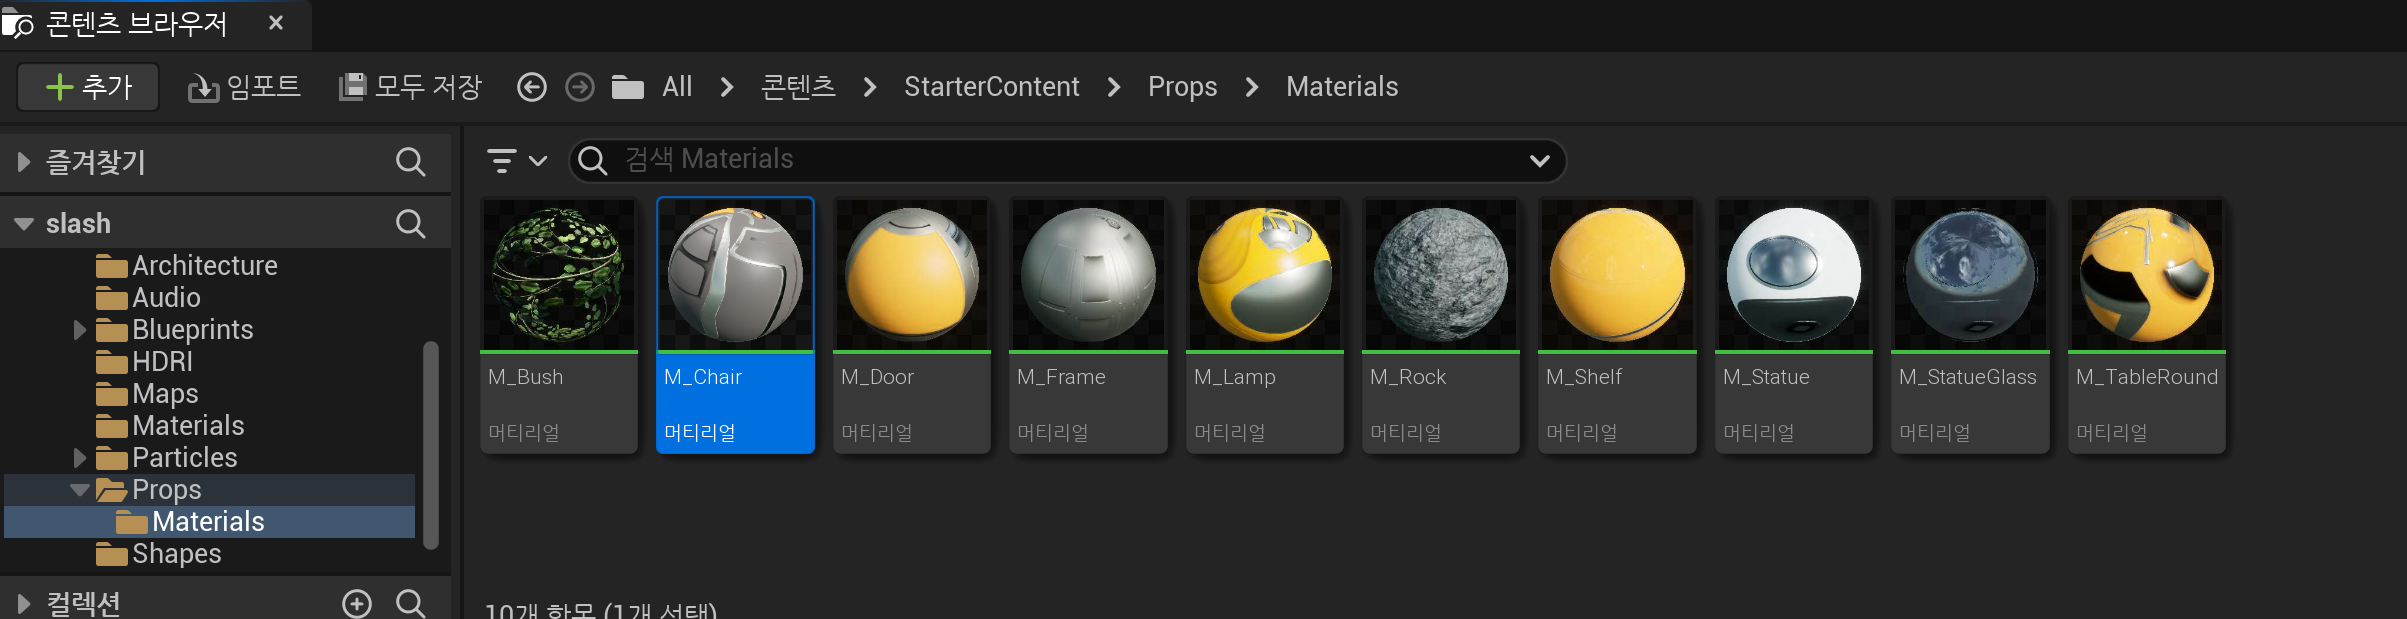 콘텐츠 브라우저
추가
임포트
모두 저장
All
콘텐츠
StarterContent
Props
Materials
즐겨찾기
검색 Materials
slash
Architecture
Audio
Blueprints
HDRI
Maps
Materials
Particles
Props
Materials
Shapes
컬렉션
M_Bush
머티리얼
M_Chair
머티리얼
M_Door
머티리얼
M_Frame
머티리얼
M_Lamp
머티리얼
M_Rock
머티리얼
M_Shelf
머티리얼
M_Statue
머티리얼
M_StatueGlass
머티리얼
M_TableRound
머티리얼
10개 항목 (1개 선택)